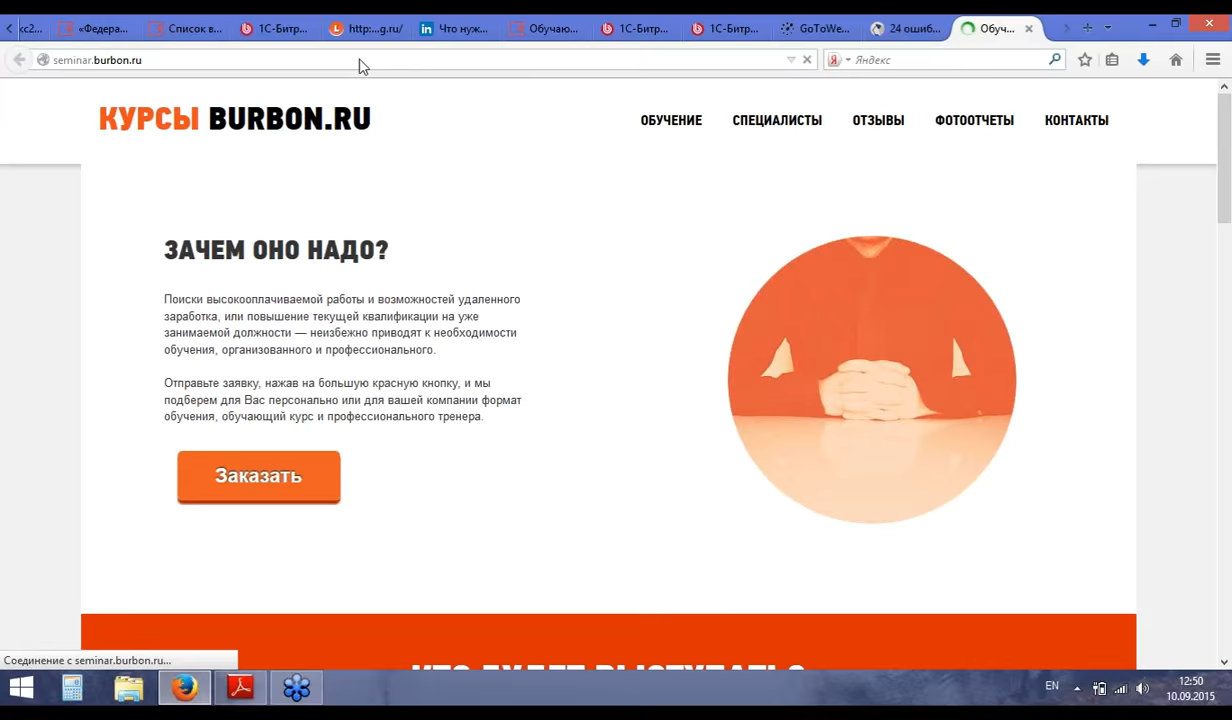 кс2...
«Федера...
Список в...
1С-Битр...
http:...g.ru/
Что нуж...
Обучаю...
1С-Битр...
1С-Битр...
GoToWe...
24 ошиб...
Обуч...
seminar.burbon.ru
Яндекс
КУРСЫ BURBON.RU
ОБУЧЕНИЕ
СПЕЦИАЛИСТЫ
ОТЗЫВЫ
ФОТООТЧЕТЫ
КОНТАКТЫ
ЗАЧЕМ ОНО НАДО?
Поиски высокооплачиваемой работы и возможностей удаленного
заработка, или повышение текущей квалификации на уже
занимаемой должности — неизбежно приводят к необходимости
обучения, организованного и профессионального.
Отправьте заявку, нажав на большую красную кнопку, и мы
подберем для Вас персонально или для вашей компании формат
обучения, обучающий курс и профессионального тренера.
Заказать
КТО БУДЕТ ВЫСТУПАТЬ?
Соединение с seminar.burbon.ru...
EN
12:50
10.09.2015